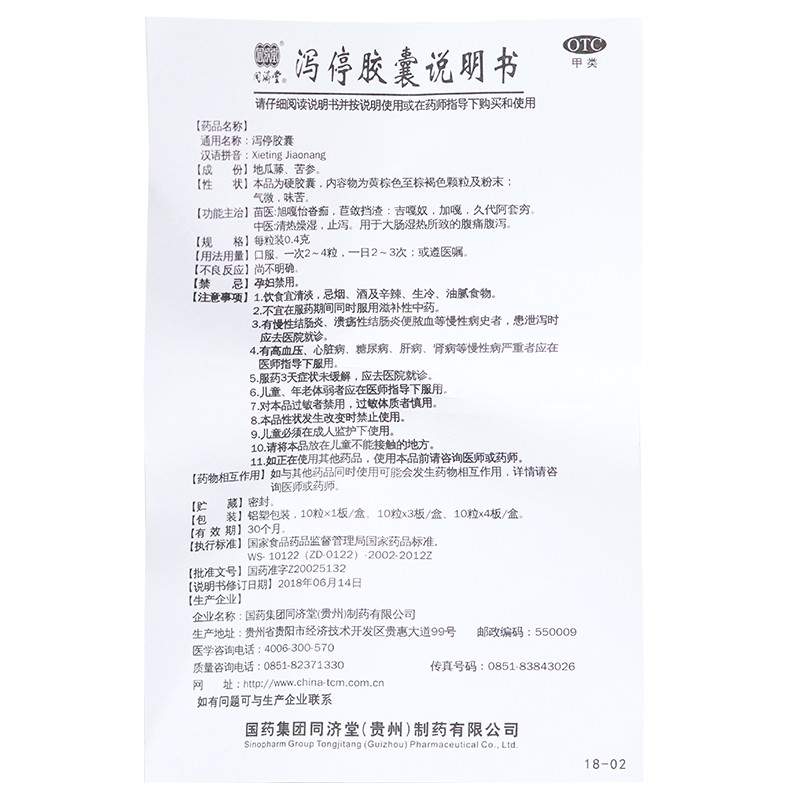 同济堂® 泻停胶囊说明书 OTC
甲类
请仔细阅读说明书并按说明使用或在药师指导下购买和使用
【药品名称】
通用名称：泻停胶囊
汉语拼音：Xieting Jiaonang
【成　　份】地瓜藤、苦参。
【性　　状】本品为硬胶囊，内容物为黄棕色至棕褐色颗粒及粉末；
气微，味苦。
【功能主治】苗医:旭嘎怡沓痂，苣敛挡渣：吉嘎奴，加嘎，久代阿套穷。
中医:清热燥湿，止泻。用于大肠湿热所致的腹痛腹泻。
【规　　格】每粒装0.4克
【用法用量】口服。一次2～4粒，一日2～3次；或遵医嘱。
【不良反应】尚不明确。
【禁　　忌】孕妇禁用。
【注意事项】1.饮食宜清淡，忌烟、酒及辛辣、生冷、油腻食物。
2.不宜在服药期间同时服用滋补性中药。
3.有慢性结肠炎、溃疡性结肠炎便脓血等慢性病史者，患泄泻时
应去医院就诊。
4.有高血压、心脏病、糖尿病、肝病、肾病等慢性病严重者应在
医师指导下服用。
5.服药3天症状未缓解，应去医院就诊。
6.儿童、年老体弱者应在医师指导下服用。
7.对本品过敏者禁用，过敏体质者慎用。
8.本品性状发生改变时禁止使用。
9.儿童必须在成人监护下使用。
10.请将本品放在儿童不能接触的地方。
11.如正在使用其他药品，使用本品前请咨询医师或药师。
【药物相互作用】如与其他药品同时使用可能会发生药物相互作用，详情请咨
询医师或药师。
【贮　　藏】密封。
【包　　装】铝塑包装，10粒×1板/盒、10粒x3板/盒、10粒x4板/盒。
【有 效 期】30个月。
【执行标准】国家食品药品监督管理局国家药品标准，
WS- 10122（ZD-0122）-2002-2012Z
【批准文号】国药准字Z20025132
【说明书修订日期】2018年06月14日
【生产企业】
企业名称：国药集团同济堂(贵州)制药有限公司
生产地址：贵州省贵阳市经济技术开发区贵惠大道99号　邮政编码：550009
医学咨询电话：4006-300-570
质量咨询电话：0851-82371330　传真号码：0851-83843026
网　　址：http://www.china-tcm.com.cn
如有问题可与生产企业联系
国药集团同济堂(贵州)制药有限公司
Sinopharm Group Tongjitang (Guizhou) Pharmaceutical Co., Ltd.
18-02